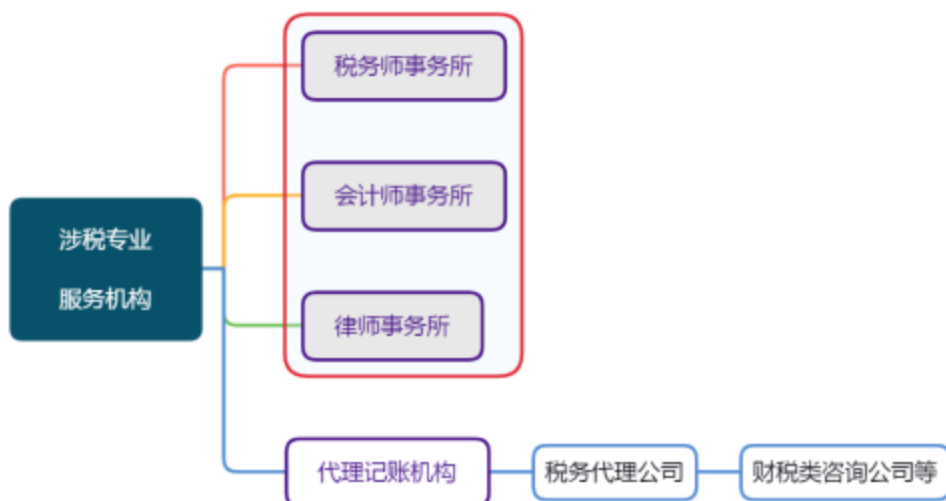 税务师事务所
会计师事务所
涉税专业
服务机构
律师事务所
代理记账机构
税务代理公司
财税类咨询公司等